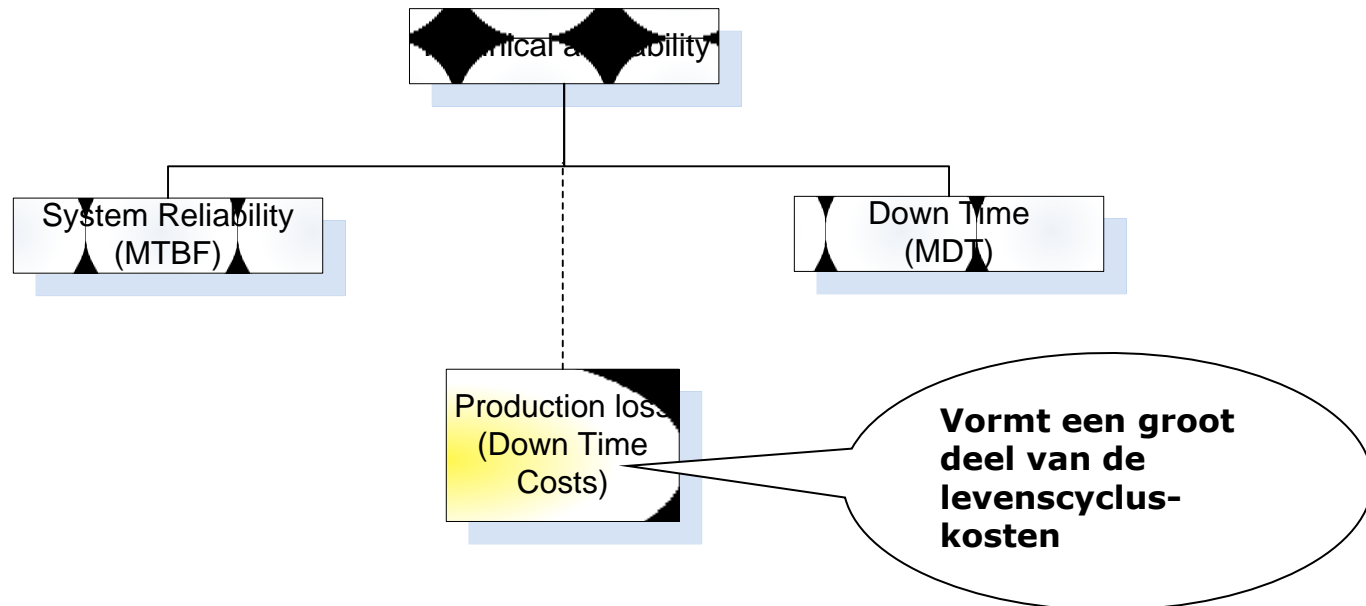 System Reliability
(MTBF)
Down Time
(MDT)
Production loss
(Down Time
Costs)
Vormt een groot
deel van de
levenscyclus-
kosten